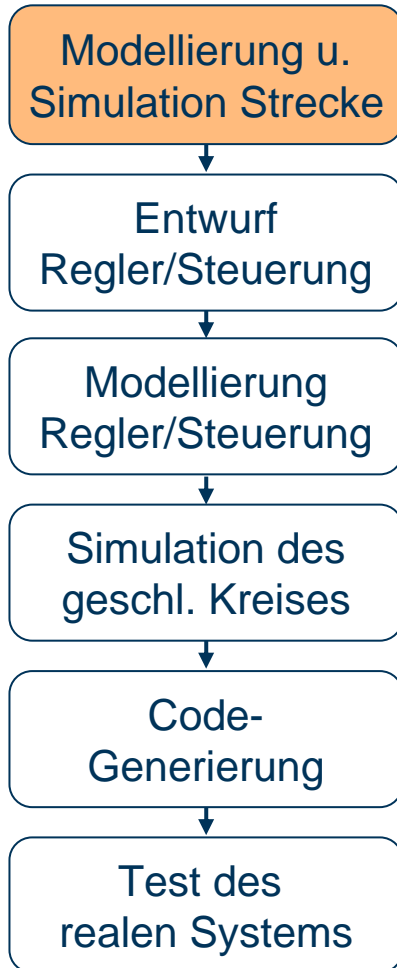 Modellierung u.
Simulation Strecke
Entwurf
Regler/Steuerung
Modellierung
Regler/Steuerung
Simulation des
geschl. Kreises
Code-
Generierung
Test des
realen Systems